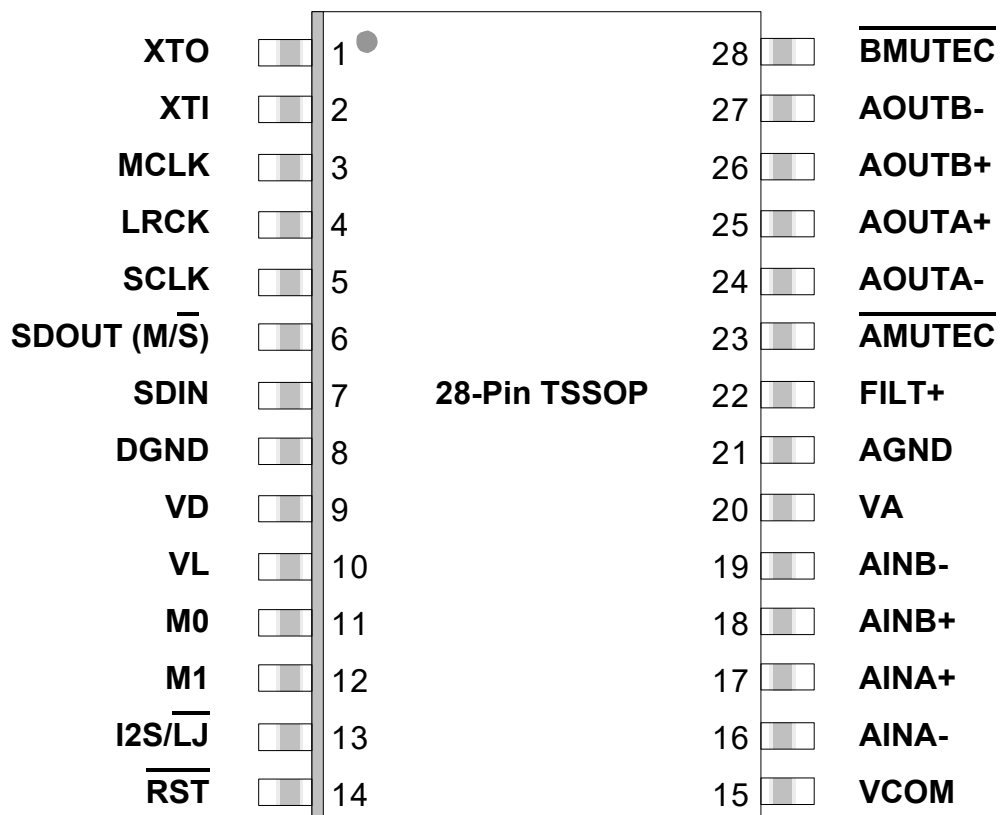 XTO 1 28 BMUTEC
XTI 2 27 AOUTB-
MCLK 3 26 AOUTB+
LRCK 4 25 AOUTA+
SCLK 5 24 AOUTA-
SDOUT (M/S) 6 23 AMUTEC
SDIN 7 28-Pin TSSOP 22 FILT+
DGND 8 21 AGND
VD 9 20 VA
VL 10 19 AINB-
M0 11 18 AINB+
M1 12 17 AINA+
I2S/LJ 13 16 AINA-
RST 14 15 VCOM